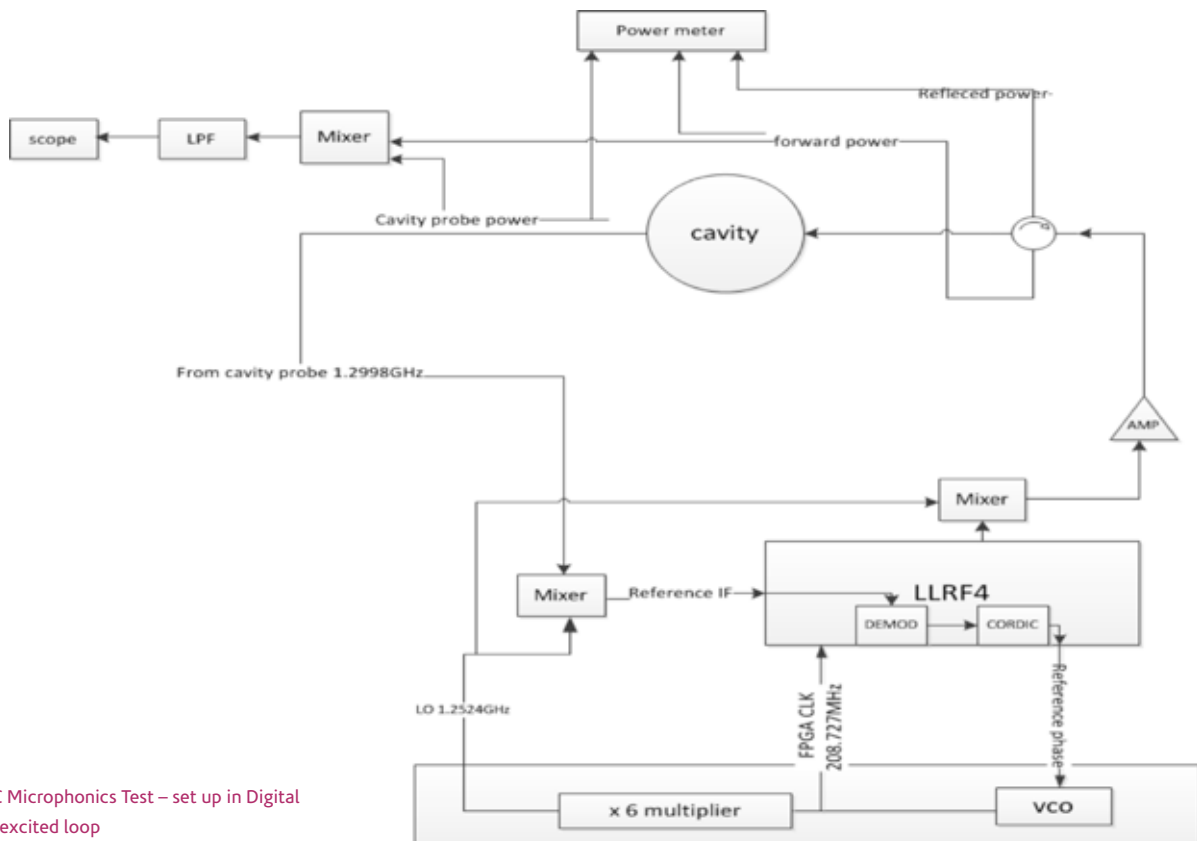 Power meter
Refleced power
scope
LPF
Mixer
forward power
Cavity probe power
cavity
From cavity probe 1.2998GHz
AMP
Mixer
LLRF4
Mixer
Reference IF
DEMOD
CORDIC
LO 1.2524GHz
FPGA CLK
208.727MHz
Reference phase
x 6 multiplier
VCO
Microphonics Test – set up in Digital
excited loop